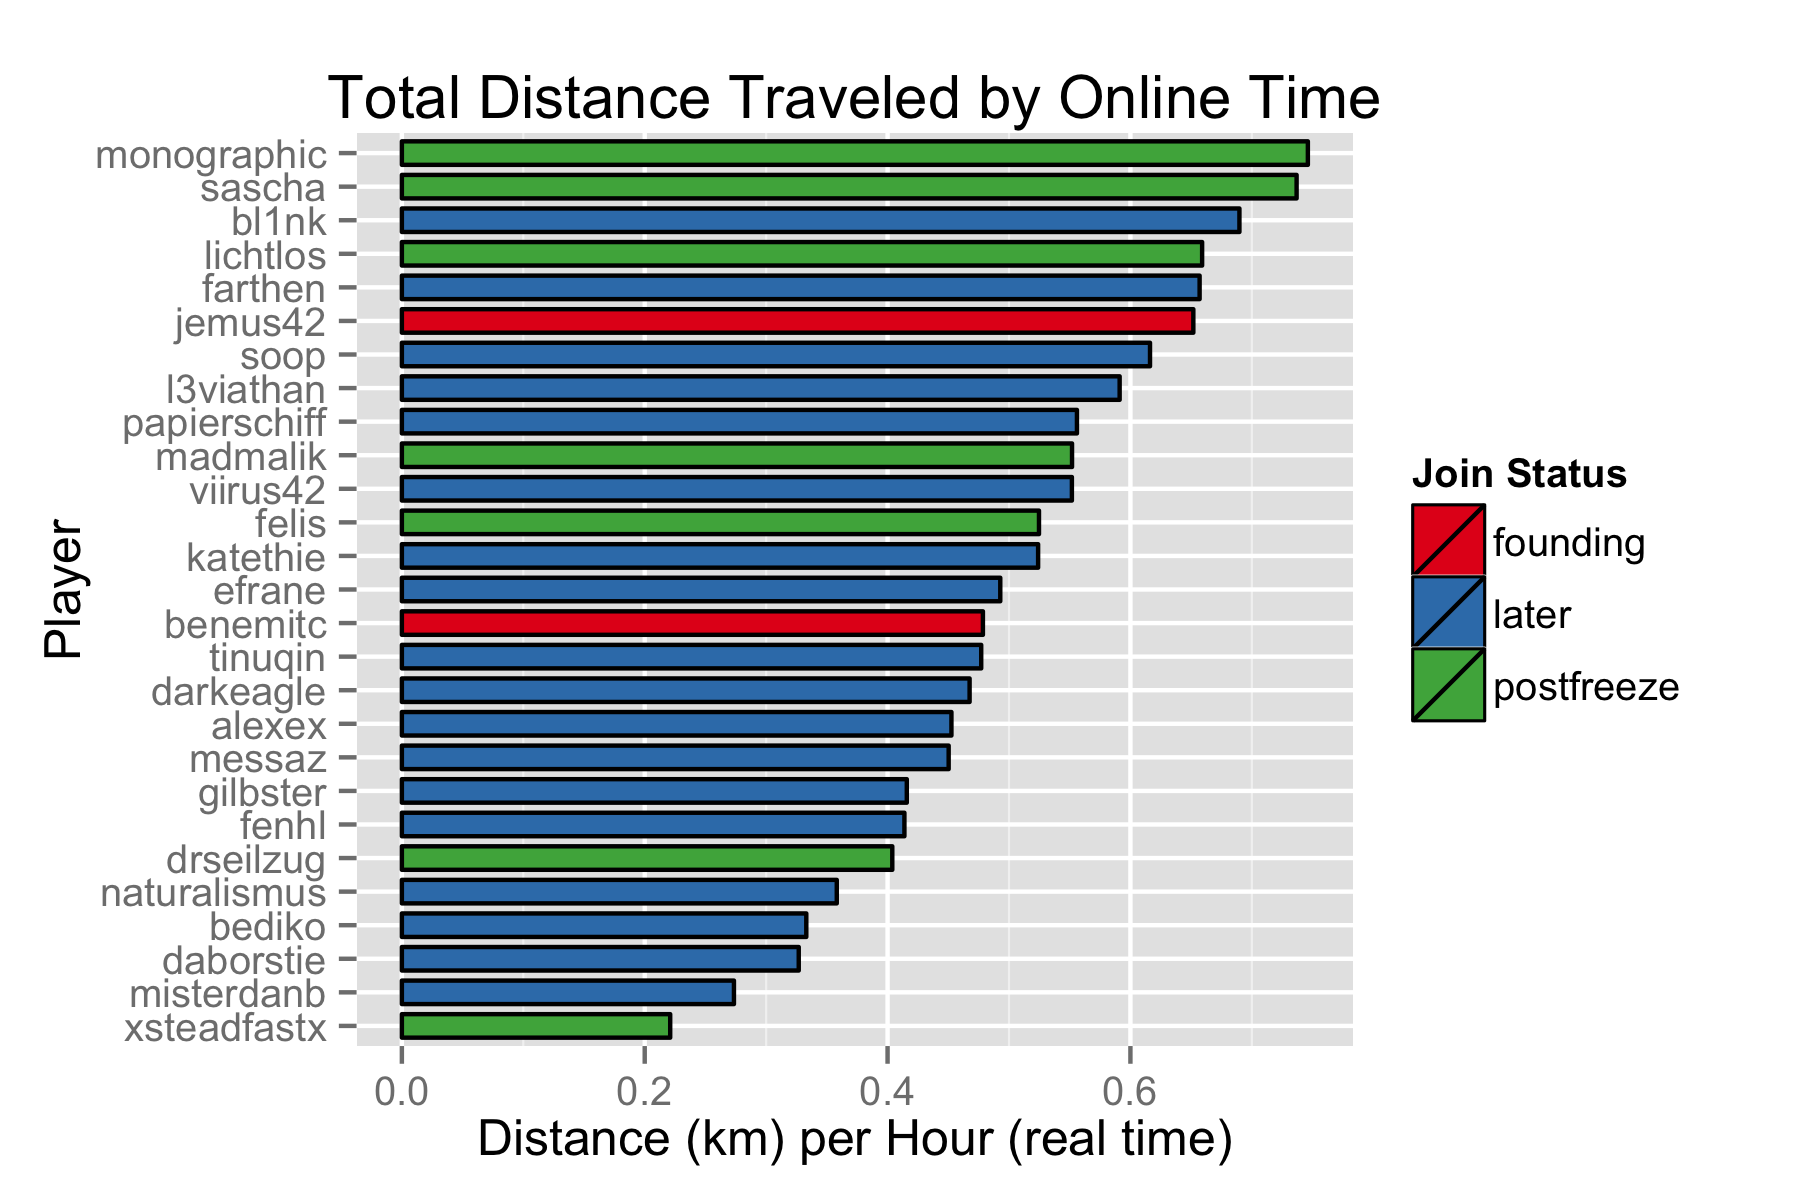 Total Distance Traveled by Online Time
monographic
sascha
bl1nk
lichtlos
farthen
jemus42
soop
l3viathan
papierschiff
madmalik
viirus42
felis
katethie
efrane
benemitc
tinuqin
darkeagle
alexex
messaz
gilbster
fenhl
drseilzug
naturalismus
bediko
daborstie
misterdanb
xsteadfastx
Player
0.0 0.2 0.4 0.6
Distance (km) per Hour (real time)
Join Status
founding
later
postfreeze